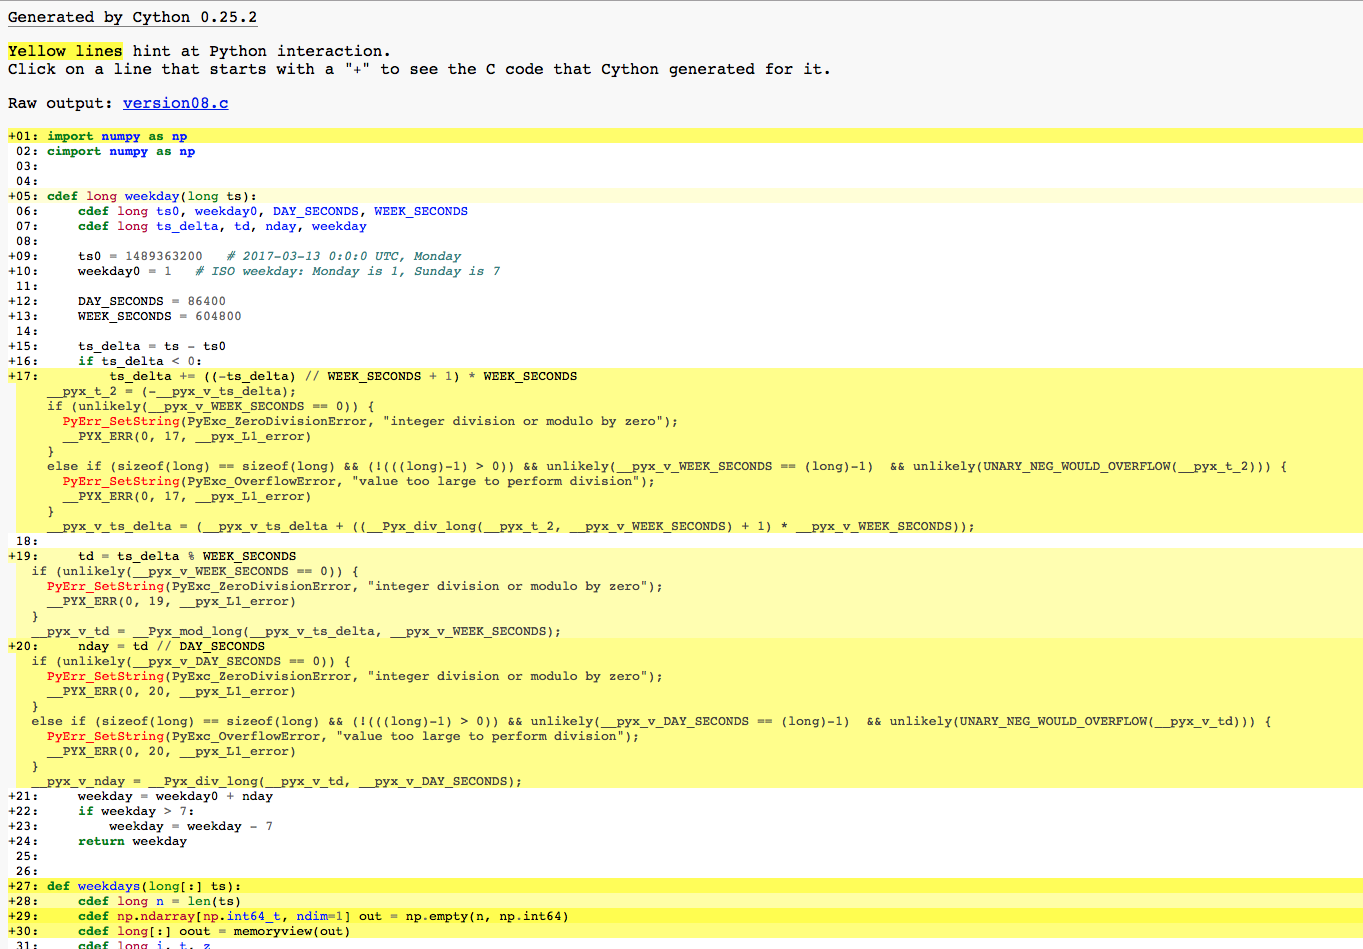 Generated by Cython 0.25.2
Yellow lines hint at Python interaction.
Click on a line that starts with a "+" to see the C code that Cython generated for it.
Raw output: version08.c
+01: import numpy as np
 02: cimport numpy as np
 03:
 04:
+05: cdef long weekday(long ts):
 06:     cdef long ts0, weekday0, DAY_SECONDS, WEEK_SECONDS
 07:     cdef long ts_delta, td, nday, weekday
 08:
+09:     ts0 = 1489363200   # 2017-03-13 0:0:0 UTC, Monday
+10:     weekday0 = 1   # ISO weekday: Monday is 1, Sunday is 7
 11:
+12:     DAY_SECONDS = 86400
+13:     WEEK_SECONDS = 604800
 14:
+15:     ts_delta = ts - ts0
+16:     if ts_delta < 0:
+17:         ts_delta += ((-ts_delta) // WEEK_SECONDS + 1) * WEEK_SECONDS
     __pyx_t_2 = (-__pyx_v_ts_delta);
     if (unlikely(__pyx_v_WEEK_SECONDS == 0)) {
       PyErr_SetString(PyExc_ZeroDivisionError, "integer division or modulo by zero");
       __PYX_ERR(0, 17, __pyx_L1_error)
     }
     else if (sizeof(long) == sizeof(long) && (!(((long)-1) > 0)) && unlikely(__pyx_v_WEEK_SECONDS == (long)-1)  && unlikely(UNARY_NEG_WOULD_OVERFLOW(__pyx_t_2))) {
       PyErr_SetString(PyExc_OverflowError, "value too large to perform division");
       __PYX_ERR(0, 17, __pyx_L1_error)
     }
     __pyx_v_ts_delta = (__pyx_v_ts_delta + ((__Pyx_div_long(__pyx_t_2, __pyx_v_WEEK_SECONDS) + 1) * __pyx_v_WEEK_SECONDS));
 18:
+19:     td = ts_delta % WEEK_SECONDS
   if (unlikely(__pyx_v_WEEK_SECONDS == 0)) {
     PyErr_SetString(PyExc_ZeroDivisionError, "integer division or modulo by zero");
     __PYX_ERR(0, 19, __pyx_L1_error)
   }
   __pyx_v_td = __Pyx_mod_long(__pyx_v_ts_delta, __pyx_v_WEEK_SECONDS);
+20:     nday = td // DAY_SECONDS
   if (unlikely(__pyx_v_DAY_SECONDS == 0)) {
     PyErr_SetString(PyExc_ZeroDivisionError, "integer division or modulo by zero");
     __PYX_ERR(0, 20, __pyx_L1_error)
   }
   else if (sizeof(long) == sizeof(long) && (!(((long)-1) > 0)) && unlikely(__pyx_v_DAY_SECONDS == (long)-1)  && unlikely(UNARY_NEG_WOULD_OVERFLOW(__pyx_v_td))) {
     PyErr_SetString(PyExc_OverflowError, "value too large to perform division");
     __PYX_ERR(0, 20, __pyx_L1_error)
   }
   __pyx_v_nday = __Pyx_div_long(__pyx_v_td, __pyx_v_DAY_SECONDS);
+21:     weekday = weekday0 + nday
+22:     if weekday > 7:
+23:         weekday = weekday - 7
+24:     return weekday
 25:
 26:
+27: def weekdays(long[:] ts):
+28:     cdef long n = len(ts)
+29:     cdef np.ndarray[np.int64_t, ndim=1] out = np.empty(n, np.int64)
+30:     cdef long[:] oout = memoryview(out)
 31:     cdef long i, t, z